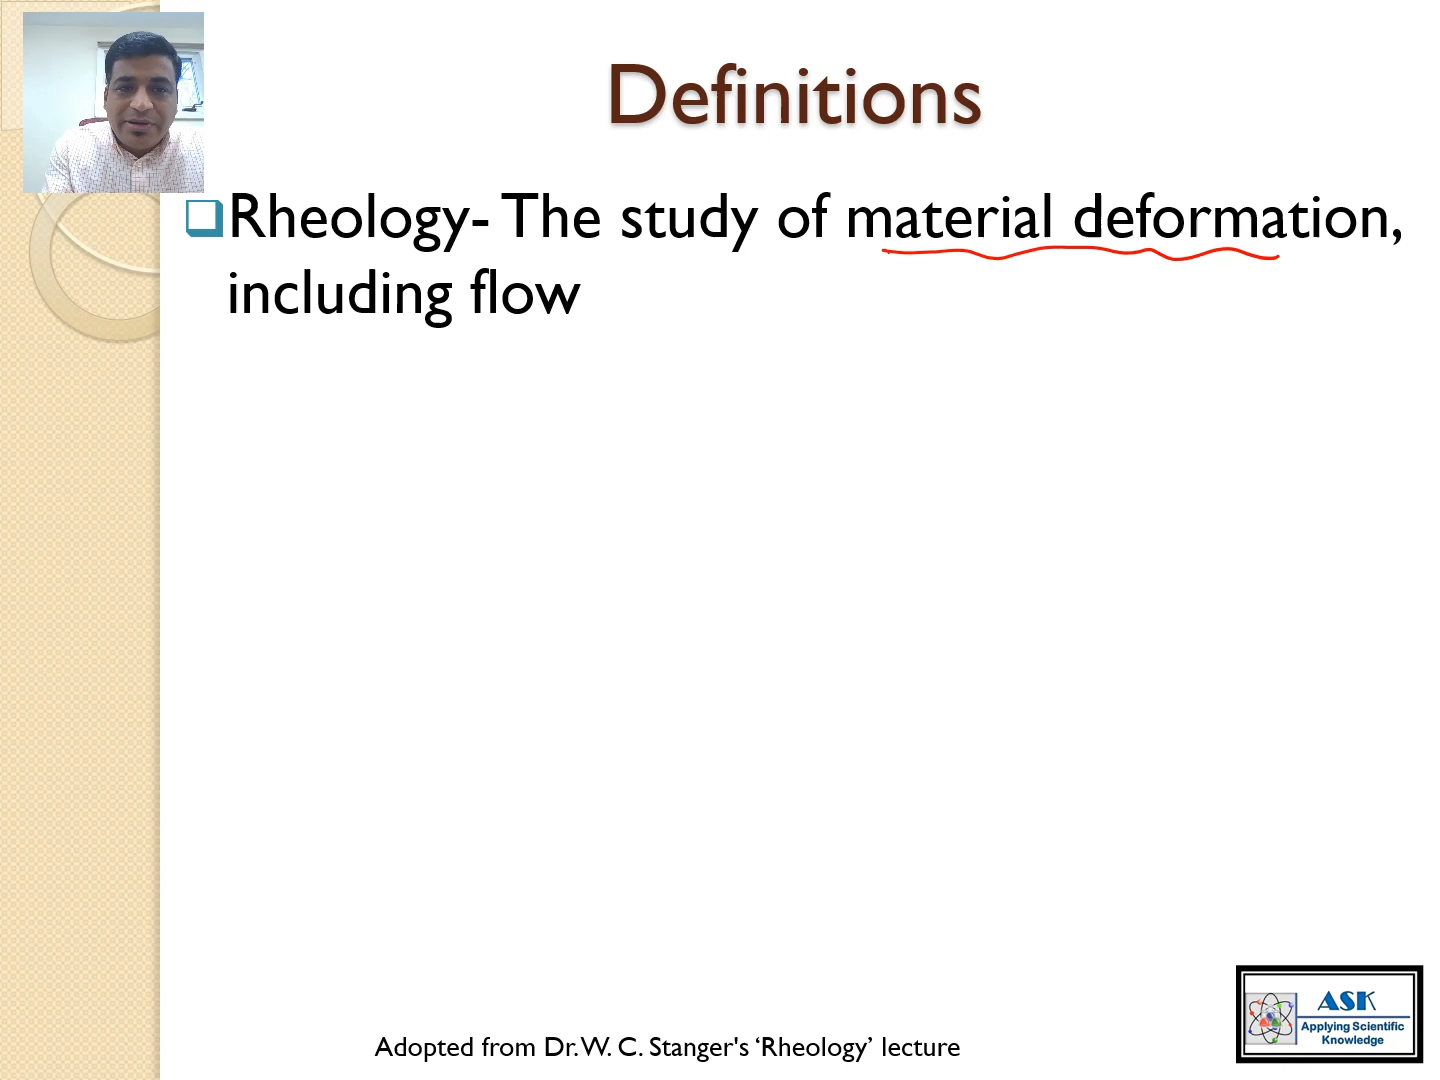 Definitions
Rheology- The study of material deformation,
including flow
Adopted from Dr. W. C. Stanger's ‘Rheology’ lecture
ASK
Applying Scientific
Knowledge